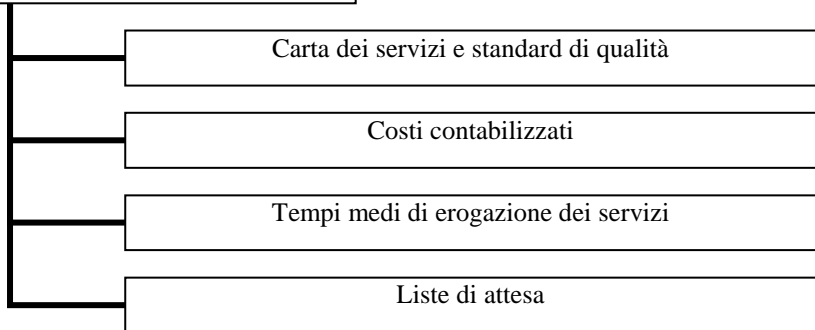 Carta dei servizi e standard di qualità
Costi contabilizzati
Tempi medi di erogazione dei servizi
Liste di attesa